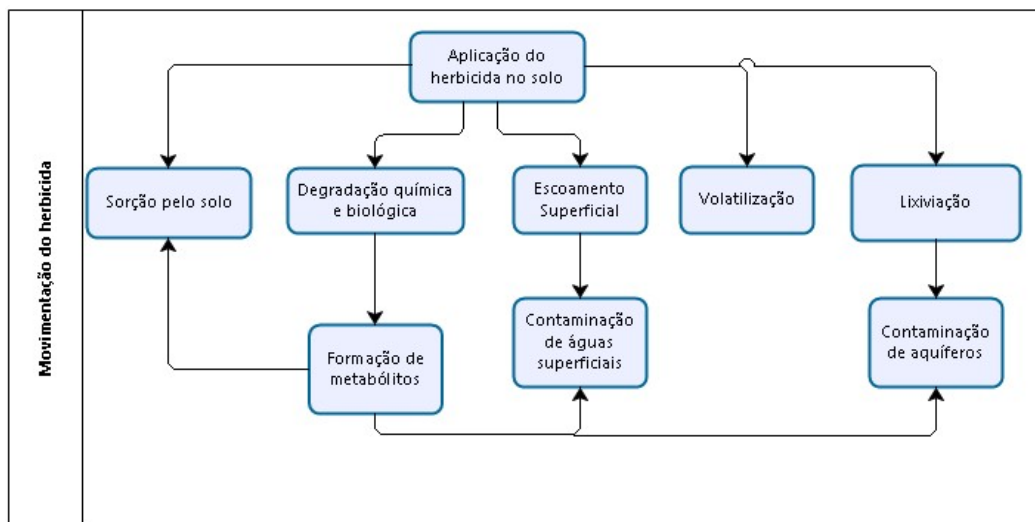 Movimentação do herbicida
Aplicação do
herbicida no solo
Sorção pelo solo
Degradação química
e biológica
Escoamento
Superficial
Volatilização
Lixiviação
Formação de
metabólitos
Contaminação
de águas
superficiais
Contaminação
de aquíferos